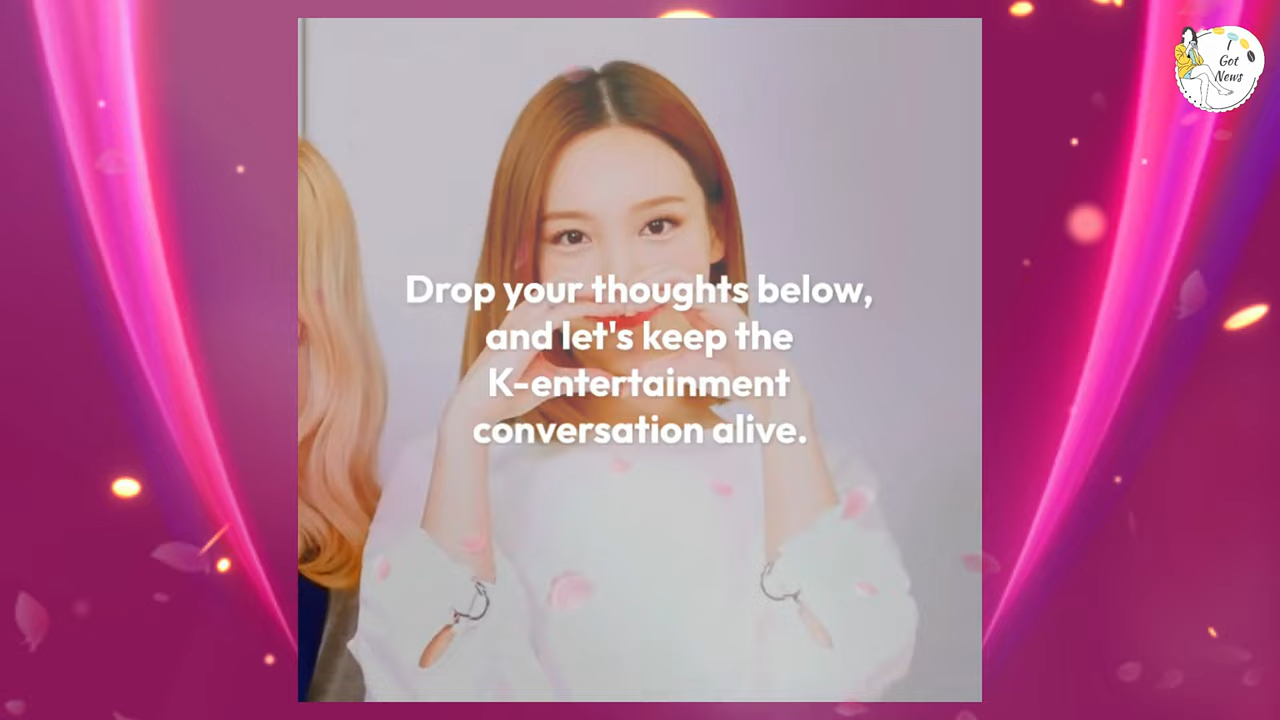 I
Got
News
Drop your thoughts below,
and let's keep the
K-entertainment
conversation alive.